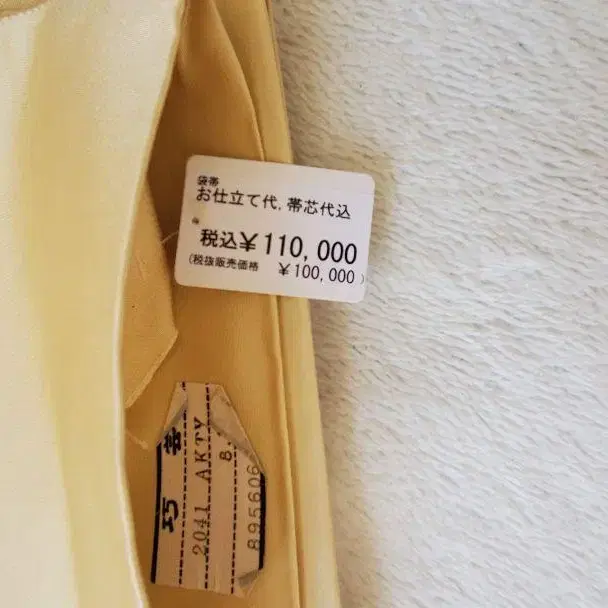 袋帯
お仕立て代, 帯芯代込
税込¥110,000
(税抜販売価格 ¥100,000)
巧
2041 AKTY
8.
895606